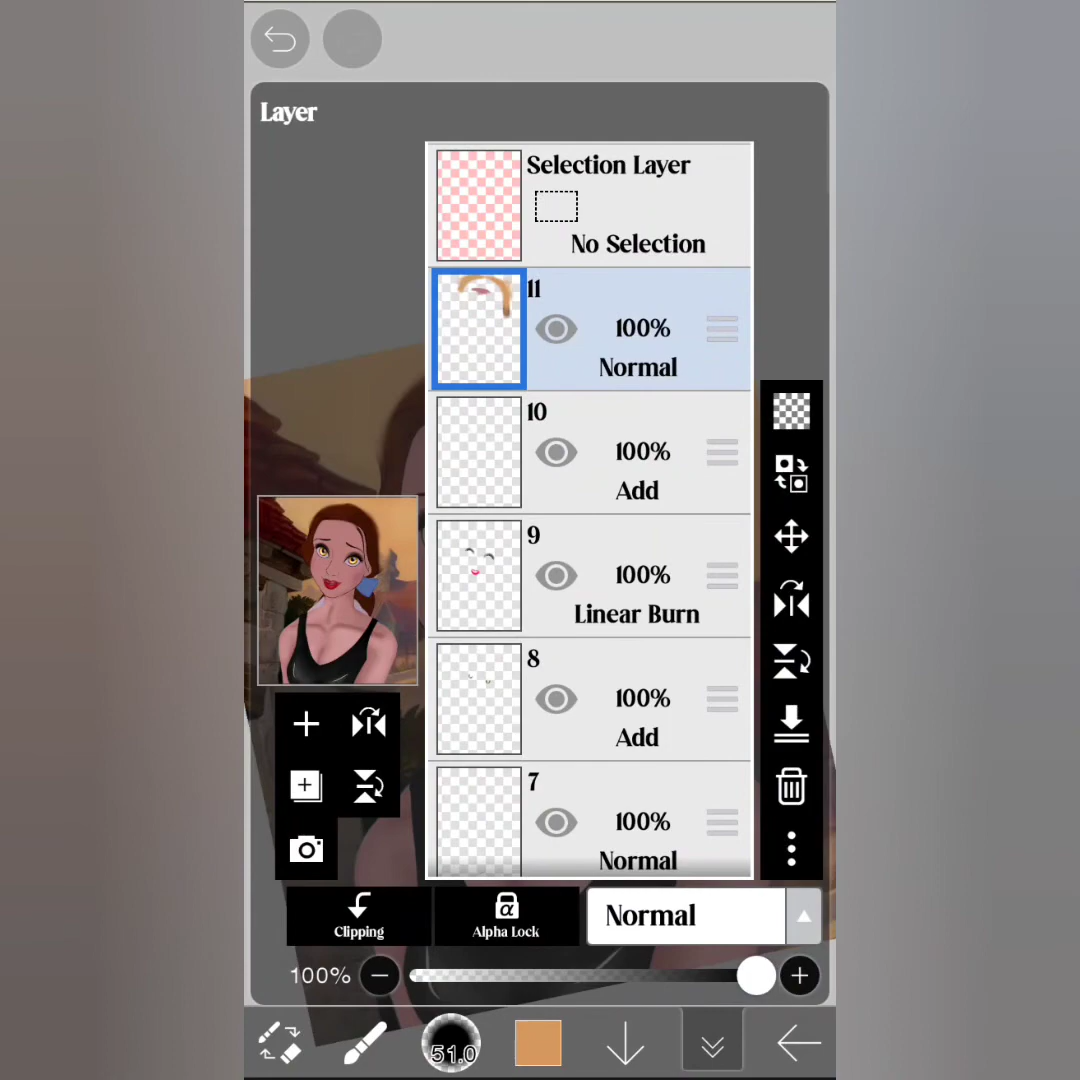 Layer
Selection Layer
No Selection
11
100%
Normal
10
100%
Add
9
100%
Linear Burn
8
100%
Add
7
100%
Normal
Clipping
α
Alpha Lock
Normal
100%
51.0